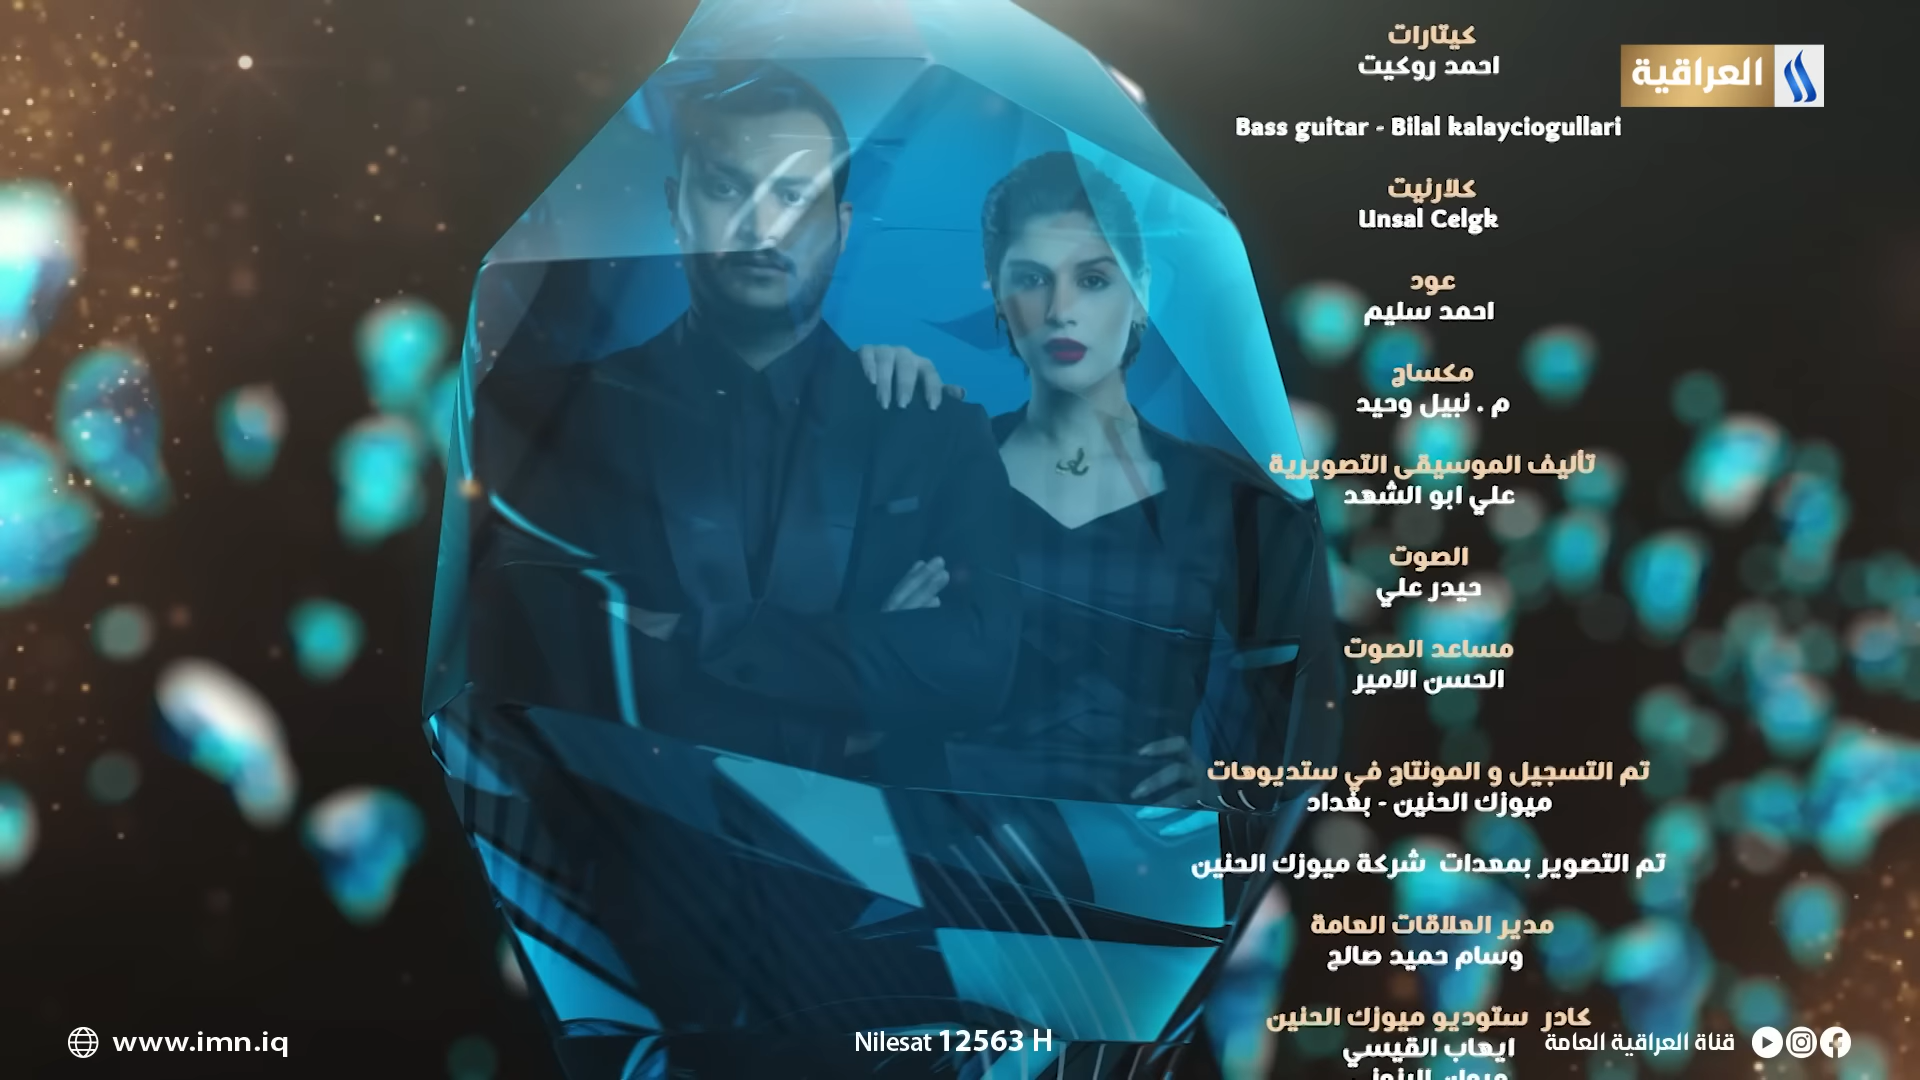 كيتارات
احمد روكيت
العراقية
Bass guitar - Bilal kalayciogullari
كلارنيت
Unsal Celgk
عود
احمد سليم
مكساج
م . نبيل وحيد
تأليف الموسيقى التصويرية
علي ابو الشهد
الصوت
حيدر علي
مساعد الصوت
الحسن الامير
تم التسجيل و المونتاج في ستديوهات
ميوزك الحنين - بغداد
تم التصوير بمعدات شركة ميوزك الحنين
مدير العلاقات العامة
وسام حميد صالح
كادر ستوديو ميوزك الحنين
ايهاب القيسي
www.imn.iq
Nilesat 12563 H
قناة العراقية العامة